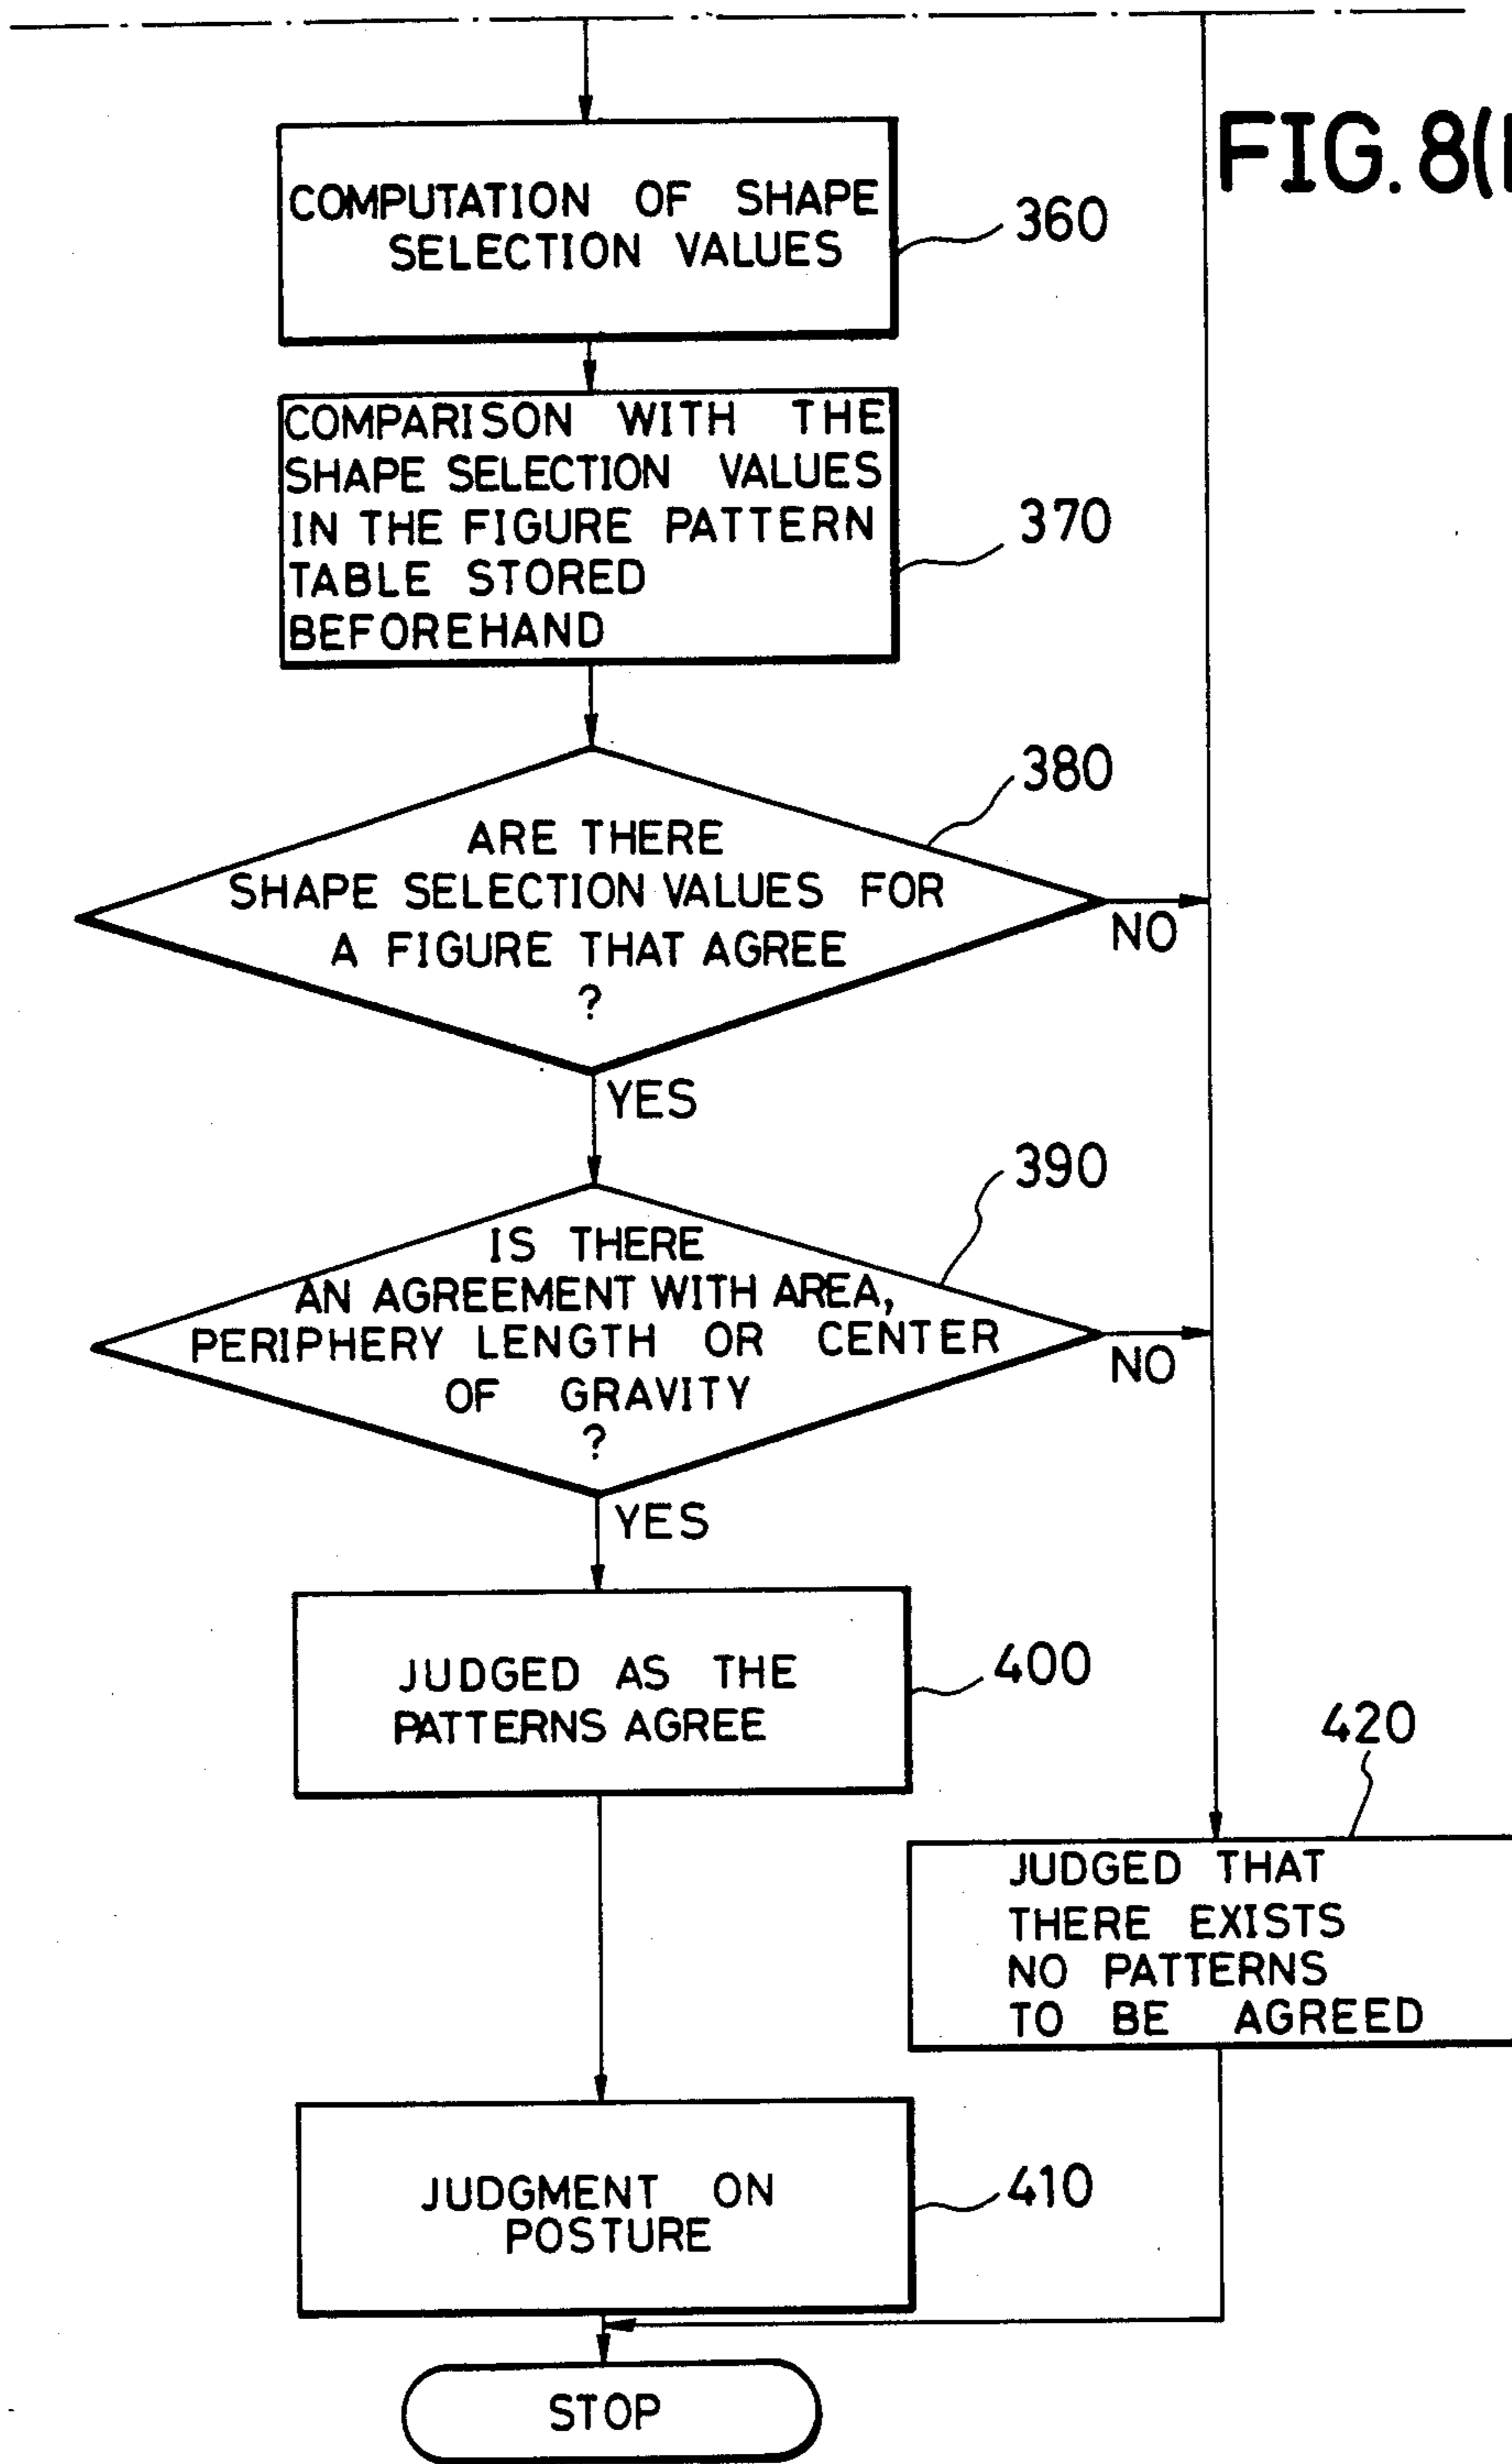 FIG. 8(
COMPUTATION OF SHAPE
SELECTION VALUES
360
COMPARISON WITH THE
SHAPE SELECTION VALUES
IN THE FIGURE PATTERN
TABLE STORED
BEFOREHAND
370
380
ARE THERE
SHAPE SELECTION VALUES FOR
A FIGURE THAT AGREE
?
NO
YES
390
IS THERE
AN AGREEMENT WITH AREA,
PERIPHERY LENGTH OR CENTER
OF GRAVITY
?
NO
YES
JUDGED AS THE
PATTERNS AGREE
400
420
JUDGED THAT
THERE EXISTS
NO PATTERNS
TO BE AGREED
JUDGMENT ON
POSTURE
410
STOP